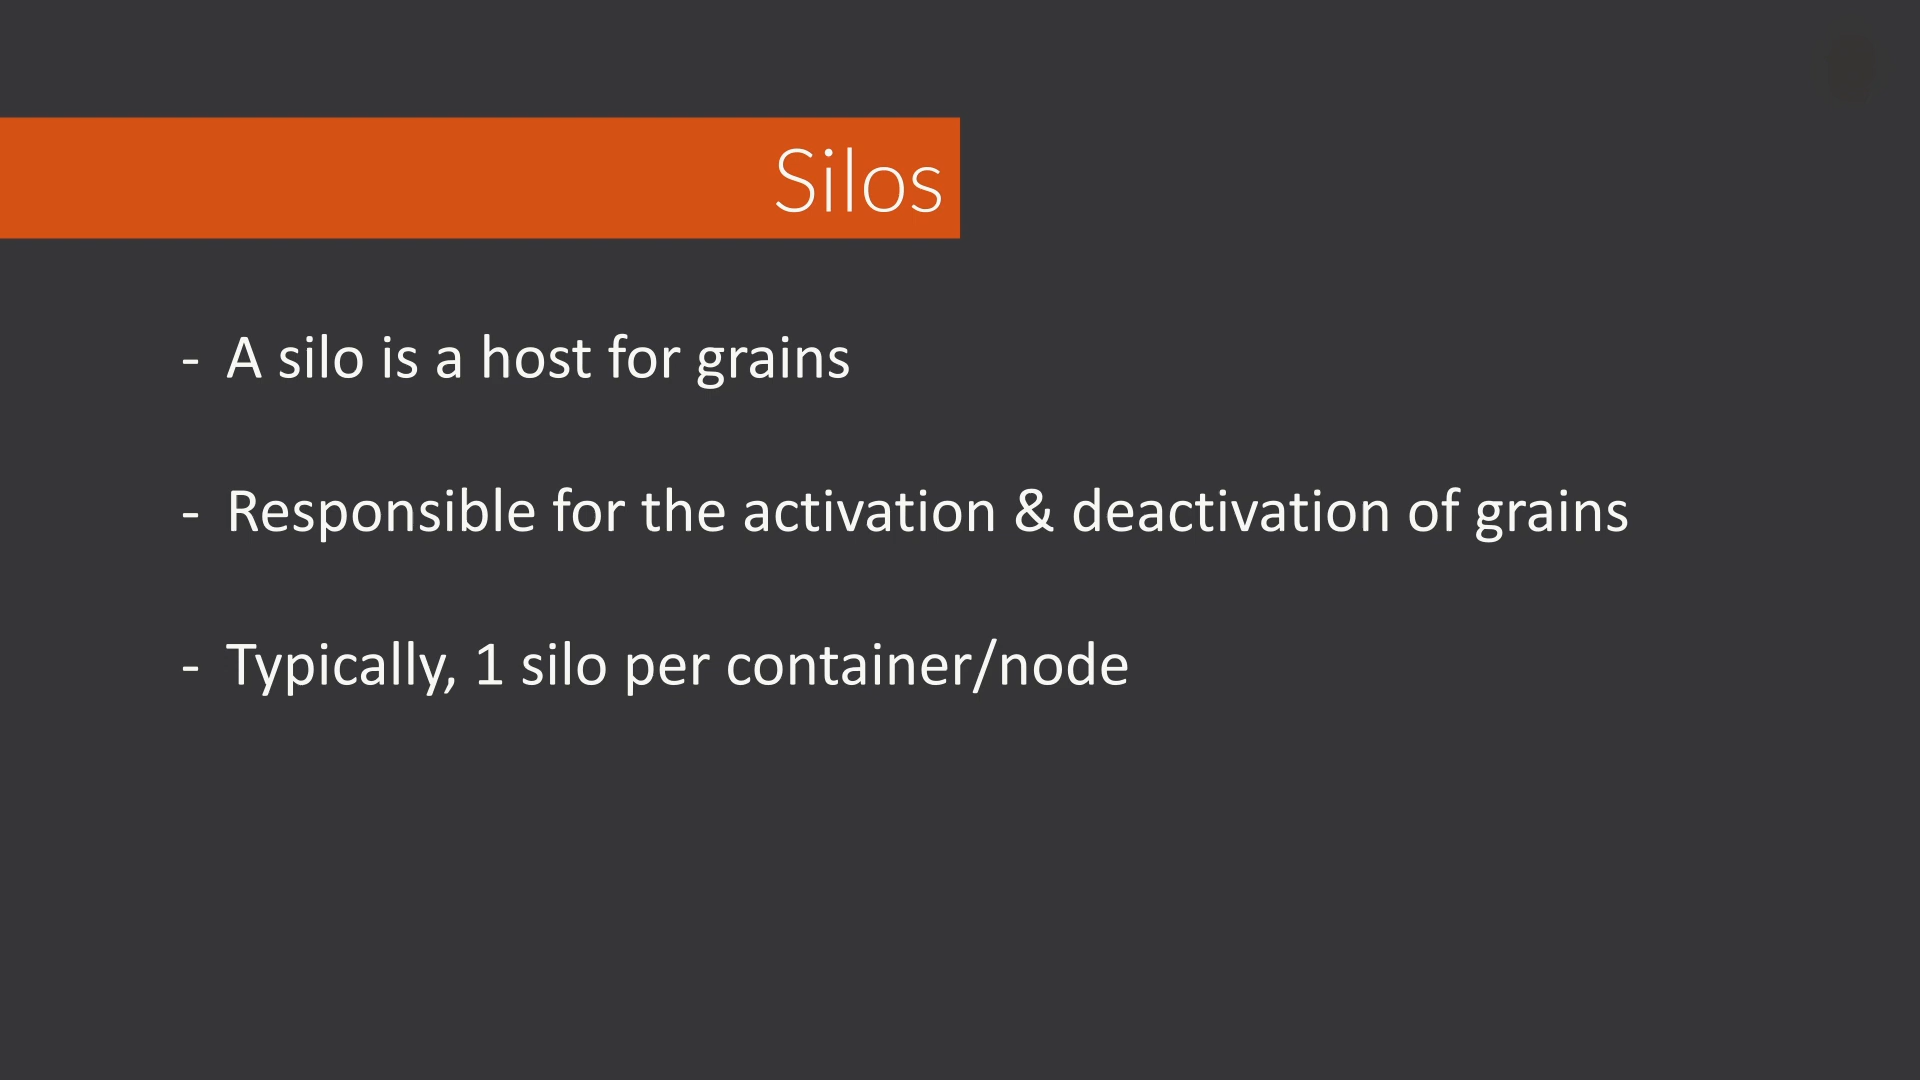 Silos
- A silo is a host for grains
- Responsible for the activation & deactivation of grains
- Typically, 1 silo per container/node